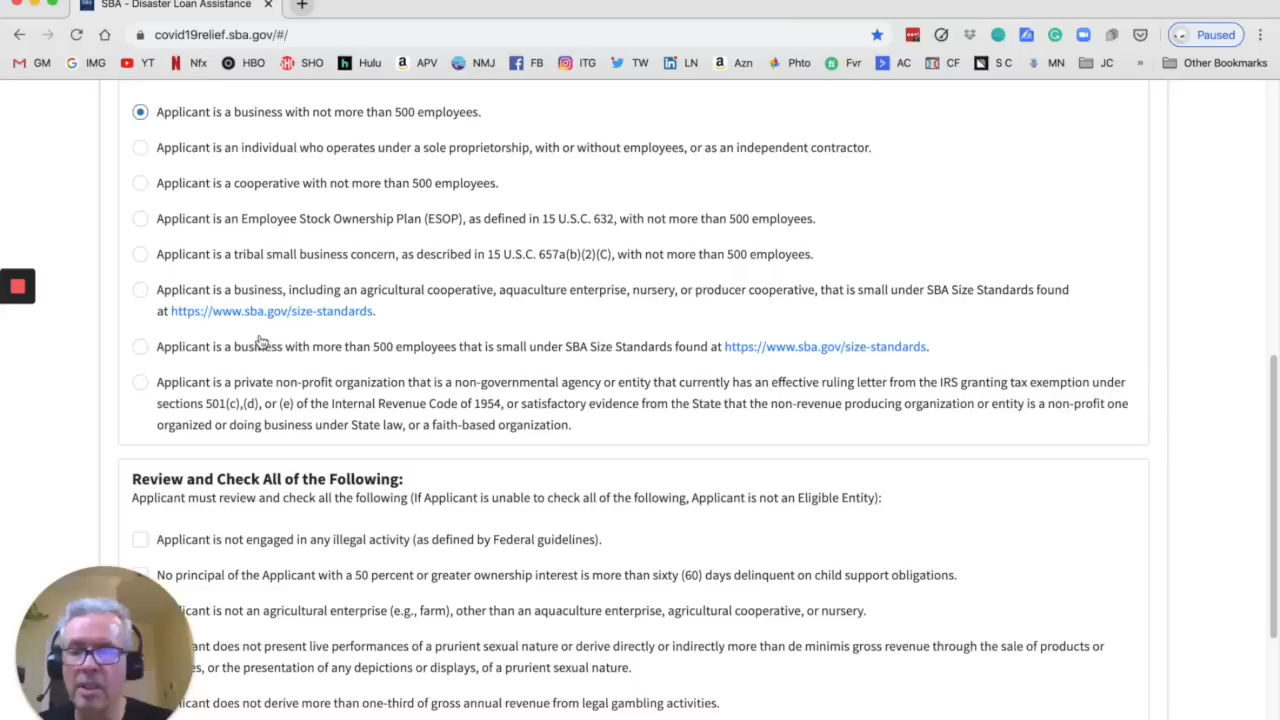 SBA - Disaster Loan Assistance
covid19relief.sba.gov/#/
Paused
GM IMG YT Nfx HBO SHO Hulu APV NMJ FB ITG TW LN Azn Phto Fvr AC CF S C MN JC » Other Bookmarks
Applicant is a business with not more than 500 employees.
Applicant is an individual who operates under a sole proprietorship, with or without employees, or as an independent contractor.
Applicant is a cooperative with not more than 500 employees.
Applicant is an Employee Stock Ownership Plan (ESOP), as defined in 15 U.S.C. 632, with not more than 500 employees.
Applicant is a tribal small business concern, as described in 15 U.S.C. 657a(b)(2)(C), with not more than 500 employees.
Applicant is a business, including an agricultural cooperative, aquaculture enterprise, nursery, or producer cooperative, that is small under SBA Size Standards found
at https://www.sba.gov/size-standards.
Applicant is a business with more than 500 employees that is small under SBA Size Standards found at https://www.sba.gov/size-standards.
Applicant is a private non-profit organization that is a non-governmental agency or entity that currently has an effective ruling letter from the IRS granting tax exemption under
sections 501(c),(d), or (e) of the Internal Revenue Code of 1954, or satisfactory evidence from the State that the non-revenue producing organization or entity is a non-profit one
organized or doing business under State law, or a faith-based organization.
Review and Check All of the Following:
Applicant must review and check all the following (If Applicant is unable to check all of the following, Applicant is not an Eligible Entity):
Applicant is not engaged in any illegal activity (as defined by Federal guidelines).
No principal of the Applicant with a 50 percent or greater ownership interest is more than sixty (60) days delinquent on child support obligations.
icant is not an agricultural enterprise (e.g., farm), other than an aquaculture enterprise, agricultural cooperative, or nursery.
nt does not present live performances of a prurient sexual nature or derive directly or indirectly more than de minimis gross revenue through the sale of products or
es, or the presentation of any depictions or displays, of a prurient sexual nature.
icant does not derive more than one-third of gross annual revenue from legal gambling activities.